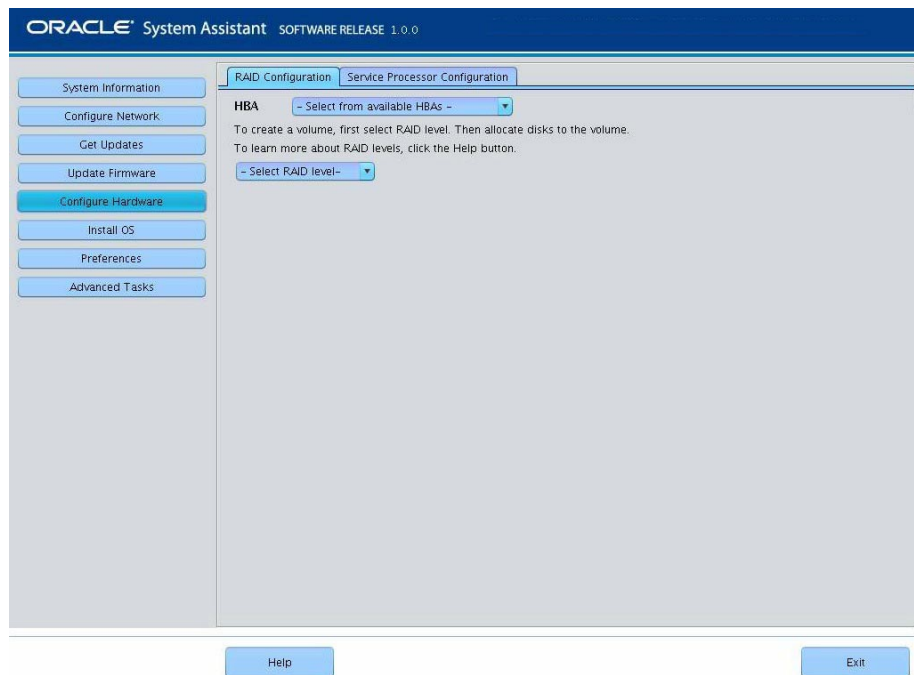 ORACLE System Assistant SOFTWARE RELEASE 1.0.0
System Information
Configure Network
Get Updates
Update Firmware
Configure Hardware
Install OS
Preferences
Advanced Tasks
RAID Configuration
Service Processor Configuration
HBA - Select from available HBAs -
To create a volume, first select RAID level. Then allocate disks to the volume.
To learn more about RAID levels, click the Help button.
- Select RAID level-
Help
Exit